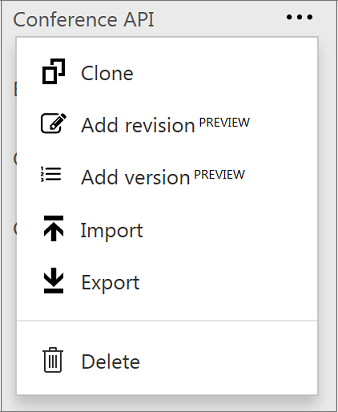 Conference API
Clone
Add revision PREVIEW
Add version PREVIEW
Import
Export
Delete